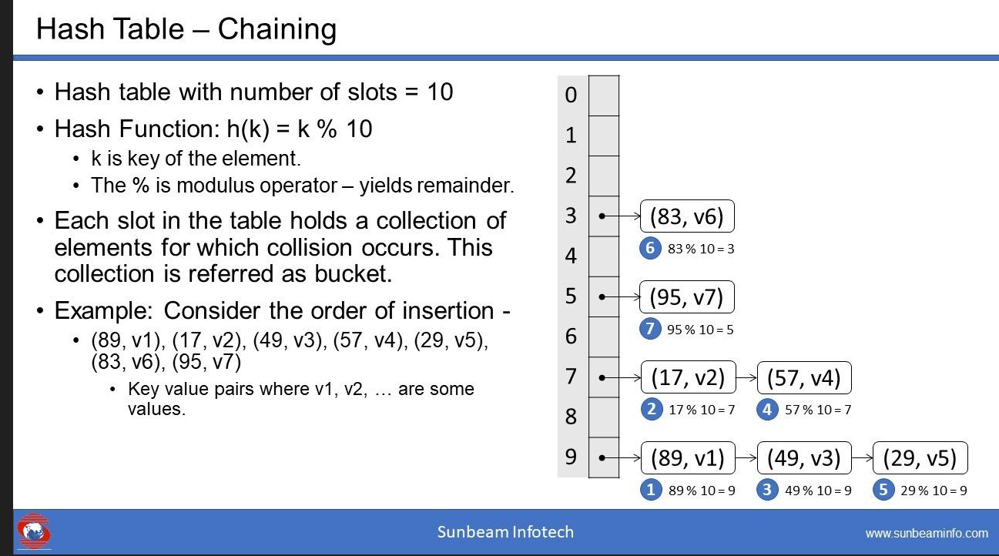 Hash Table – Chaining
• Hash table with number of slots = 10
• Hash Function: h(k) = k % 10
• k is key of the element.
• The % is modulus operator – yields remainder.
• Each slot in the table holds a collection of
elements for which collision occurs. This
collection is referred as bucket.
• Example: Consider the order of insertion -
• (89, v1), (17, v2), (49, v3), (57, v4), (29, v5),
(83, v6), (95, v7)
• Key value pairs where v1, v2, … are some
values.
0
1
2
3 (83, v6)
6 83 % 10 = 3
4
5 (95, v7)
7 95 % 10 = 5
6
7 (17, v2) (57, v4)
2 17 % 10 = 7 4 57 % 10 = 7
8
9 (89, v1) (49, v3) (29, v5)
1 89 % 10 = 9 3 49 % 10 = 9 5 29 % 10 = 9
Sunbeam Infotech
www.sunbeaminfo.com